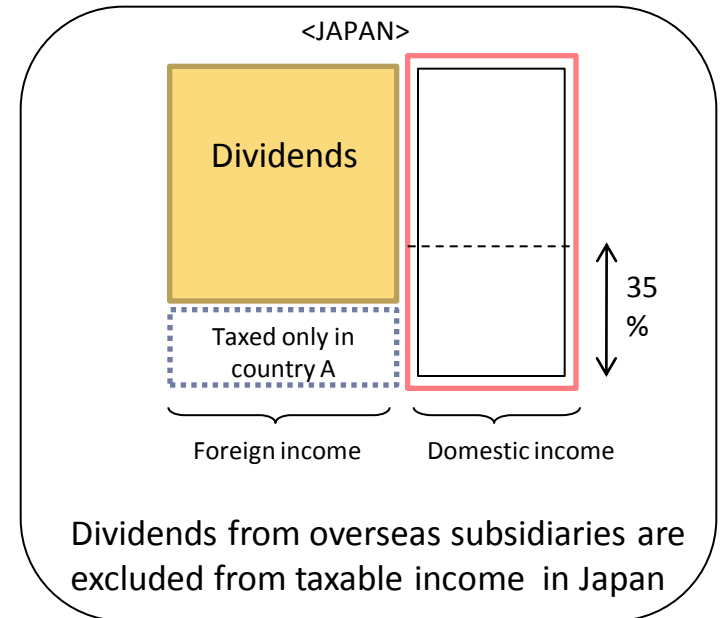 <JAPAN>
Dividends
35
%
Taxed only in
country A
Foreign income
Domestic income
Dividends from overseas subsidiaries are
excluded from taxable income in Japan